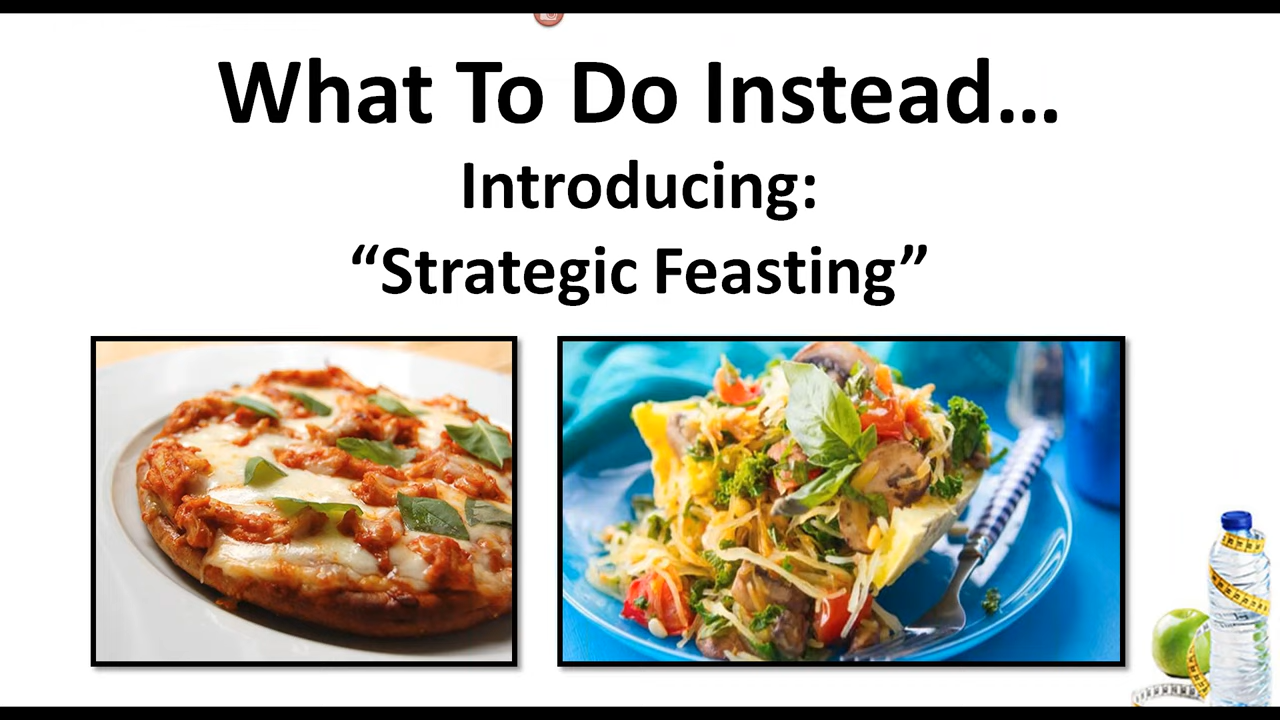 What To Do Instead...
Introducing:
“Strategic Feasting”